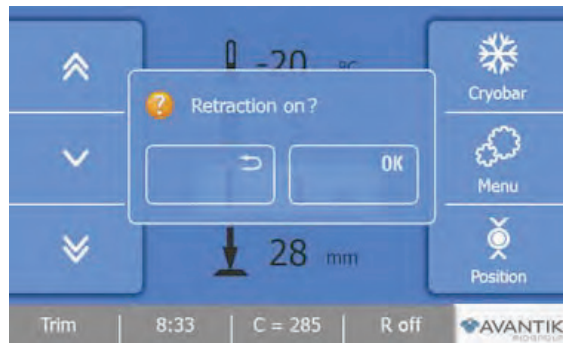 -20 °C
Cryobar
Retraction on?
OK
Menu
28 mm
Position
Trim
8:33
C = 285
R off
AVANTIK